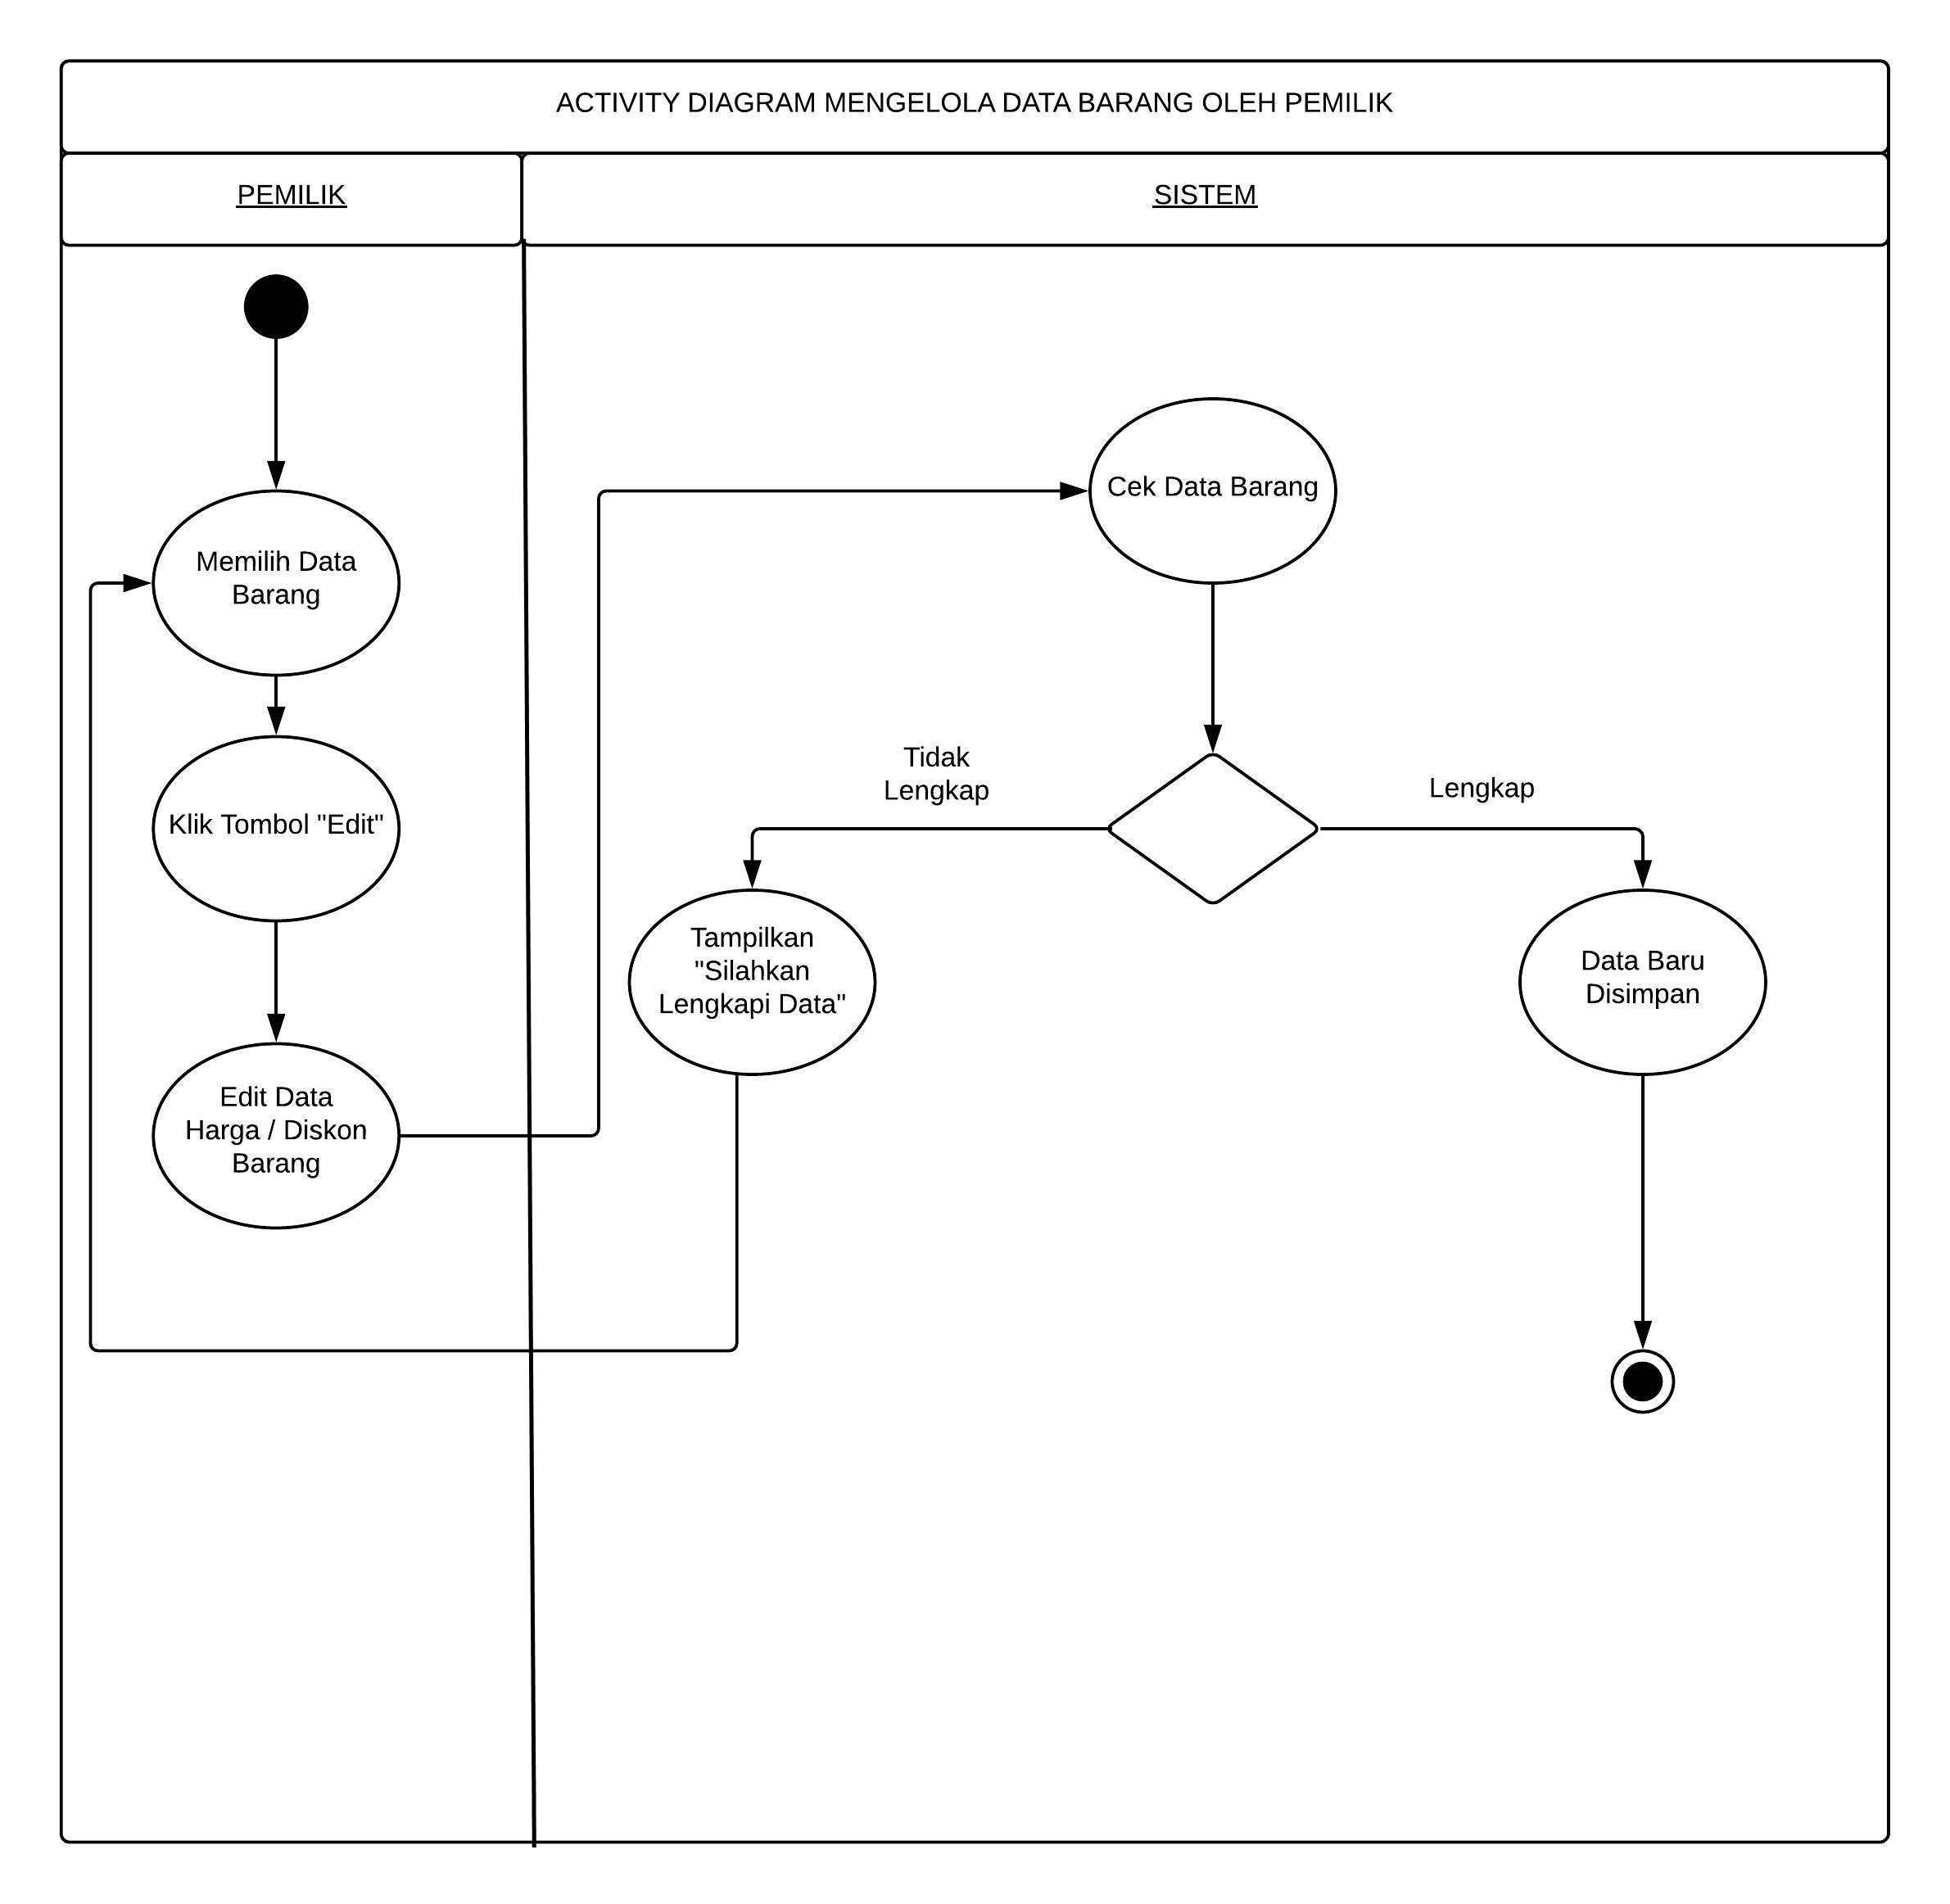 ACTIVITY DIAGRAM MENGELOLA DATA BARANG OLEH PEMILIK
PEMILIK
SISTEM
Memilih Data
Barang
Klik Tombol "Edit"
Edit Data
Harga / Diskon
Barang
Cek Data Barang
Tidak
Lengkap
Lengkap
Tampilkan
"Silahkan
Lengkapi Data"
Data Baru
Disimpan